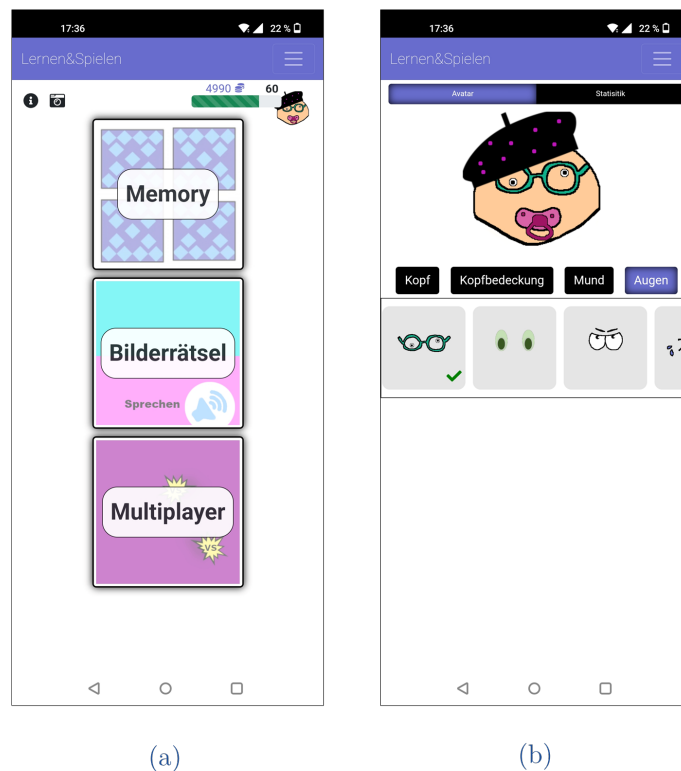 17:36
22 %
Lernen&Spielen
4990
60
Memory
Bilderrätsel
Sprechen
Multiplayer
VS
(a)
17:36
22 %
Lernen&Spielen
Avatar
Statisitik
Kopf
Kopfbedeckung
Mund
Augen
(b)